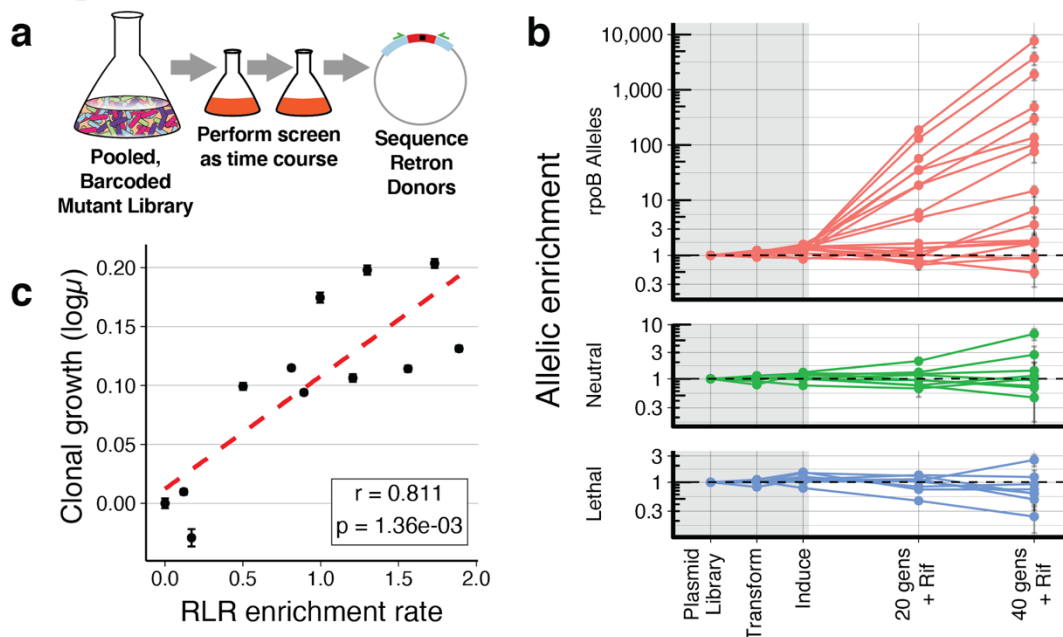 a
Pooled,
Barcoded
Mutant Library
Perform screen
as time course
Sequence
Retron
Donors
b
Allelic enrichment
rpoB Alleles
10,000
1,000
100
10
3
1
0.3
Neutral
10
3
1
0.3
Lethal
3
1
0.3
Plasmid
Library
Transform
Induce
20 gens
+ Rif
40 gens
+ Rif
c
Clonal growth (logμ)
0.20
0.15
0.10
0.05
0.00
r = 0.811
p = 1.36e-03
0.0 0.5 1.0 1.5 2.0
RLR enrichment rate